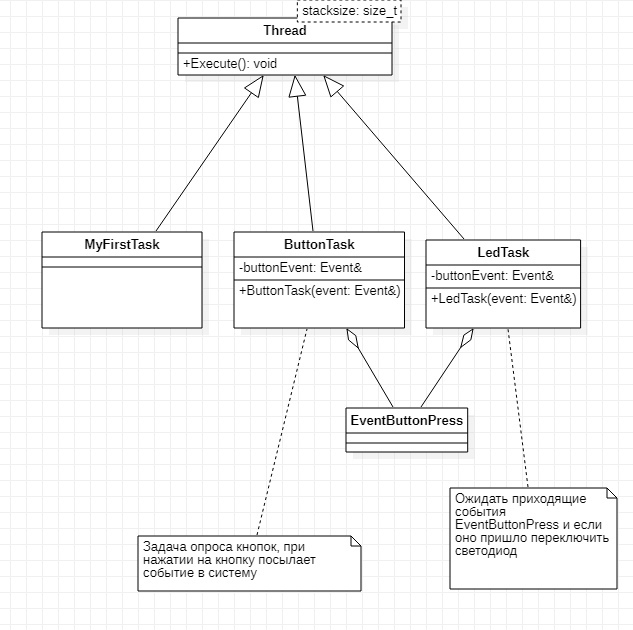 stacksize: size_t
Thread
+Execute(): void
MyFirstTask
ButtonTask
-buttonEvent: Event&
+ButtonTask(event: Event&)
LedTask
-buttonEvent: Event&
+LedTask(event: Event&)
EventButtonPress
Ожидать приходящие
события
EventButtonPress и если
оно пришло переключить
светодиод
Задача опроса кнопок, при
нажатии на кнопку посылает
событие в систему